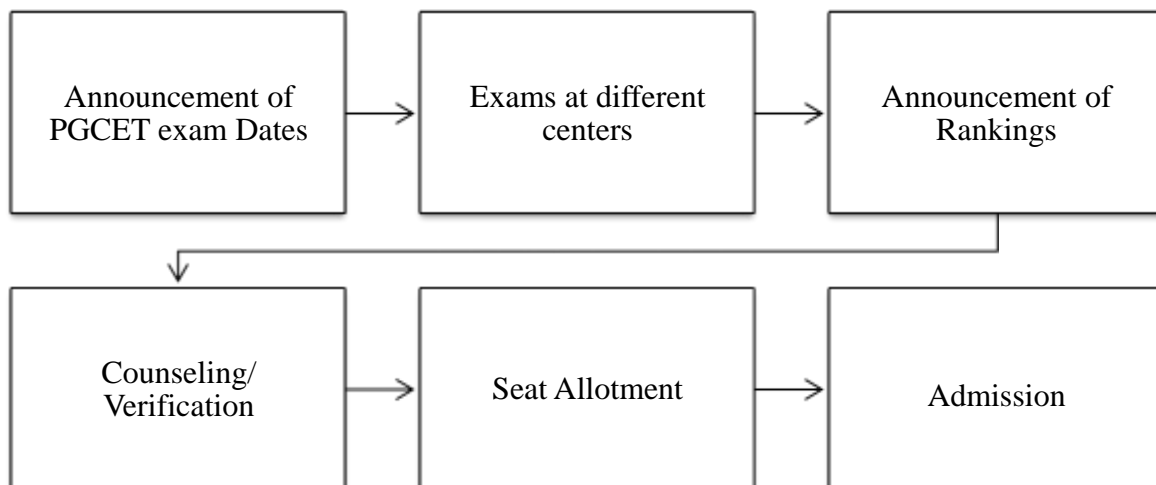 Announcement of
PGCET exam Dates
Exams at different
centers
Announcement of
Rankings
Counseling/
Verification
Seat Allotment
Admission